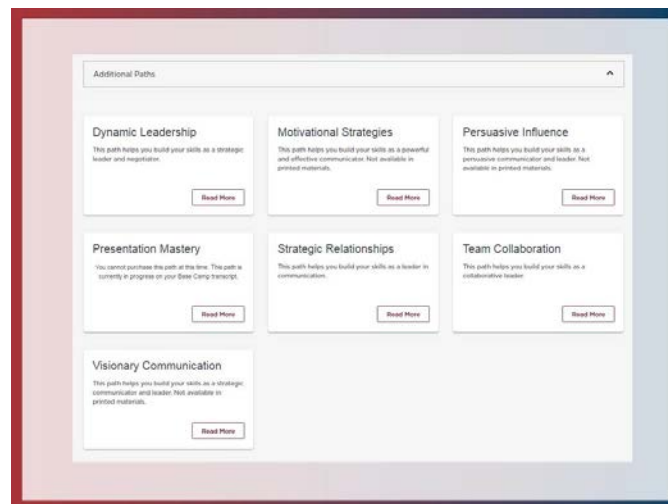 Additional Paths
Dynamic Leadership
This path helps you build your skills as a strategic
leader and negotiator.
Read More
Motivational Strategies
This path helps you build your skills as a powerful
and effective communicator. Not available in
printed materials.
Read More
Persuasive Influence
This path helps you build your skills as a
persuasive communicator and leader. Not
available in printed materials.
Read More
Presentation Mastery
You cannot purchase this path at this time. This path is
currently in progress on your Base Camp transcript.
Read More
Strategic Relationships
This path helps you build your skills as a leader in
communication.
Read More
Team Collaboration
This path helps you build your skills as a
collaborative leader.
Read More
Visionary Communication
This path helps you build your skills as a strategic
communicator and leader. Not available in
printed materials.
Read More